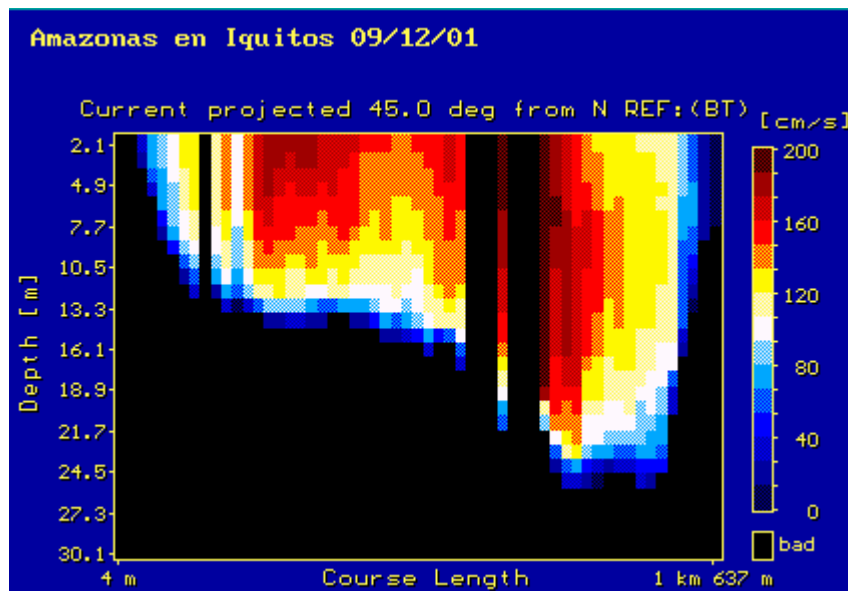 Amazonas en Iquitos 09/12/01
Current projected 45.0 deg from N REF:(BT)
[cm/s]
2.1
4.9
7.7
10.5
13.3
16.1
18.9
21.7
24.5
27.3
30.1
Depth [m]
200
160
120
80
40
0
bad
4 m Course Length 1 km 637 m